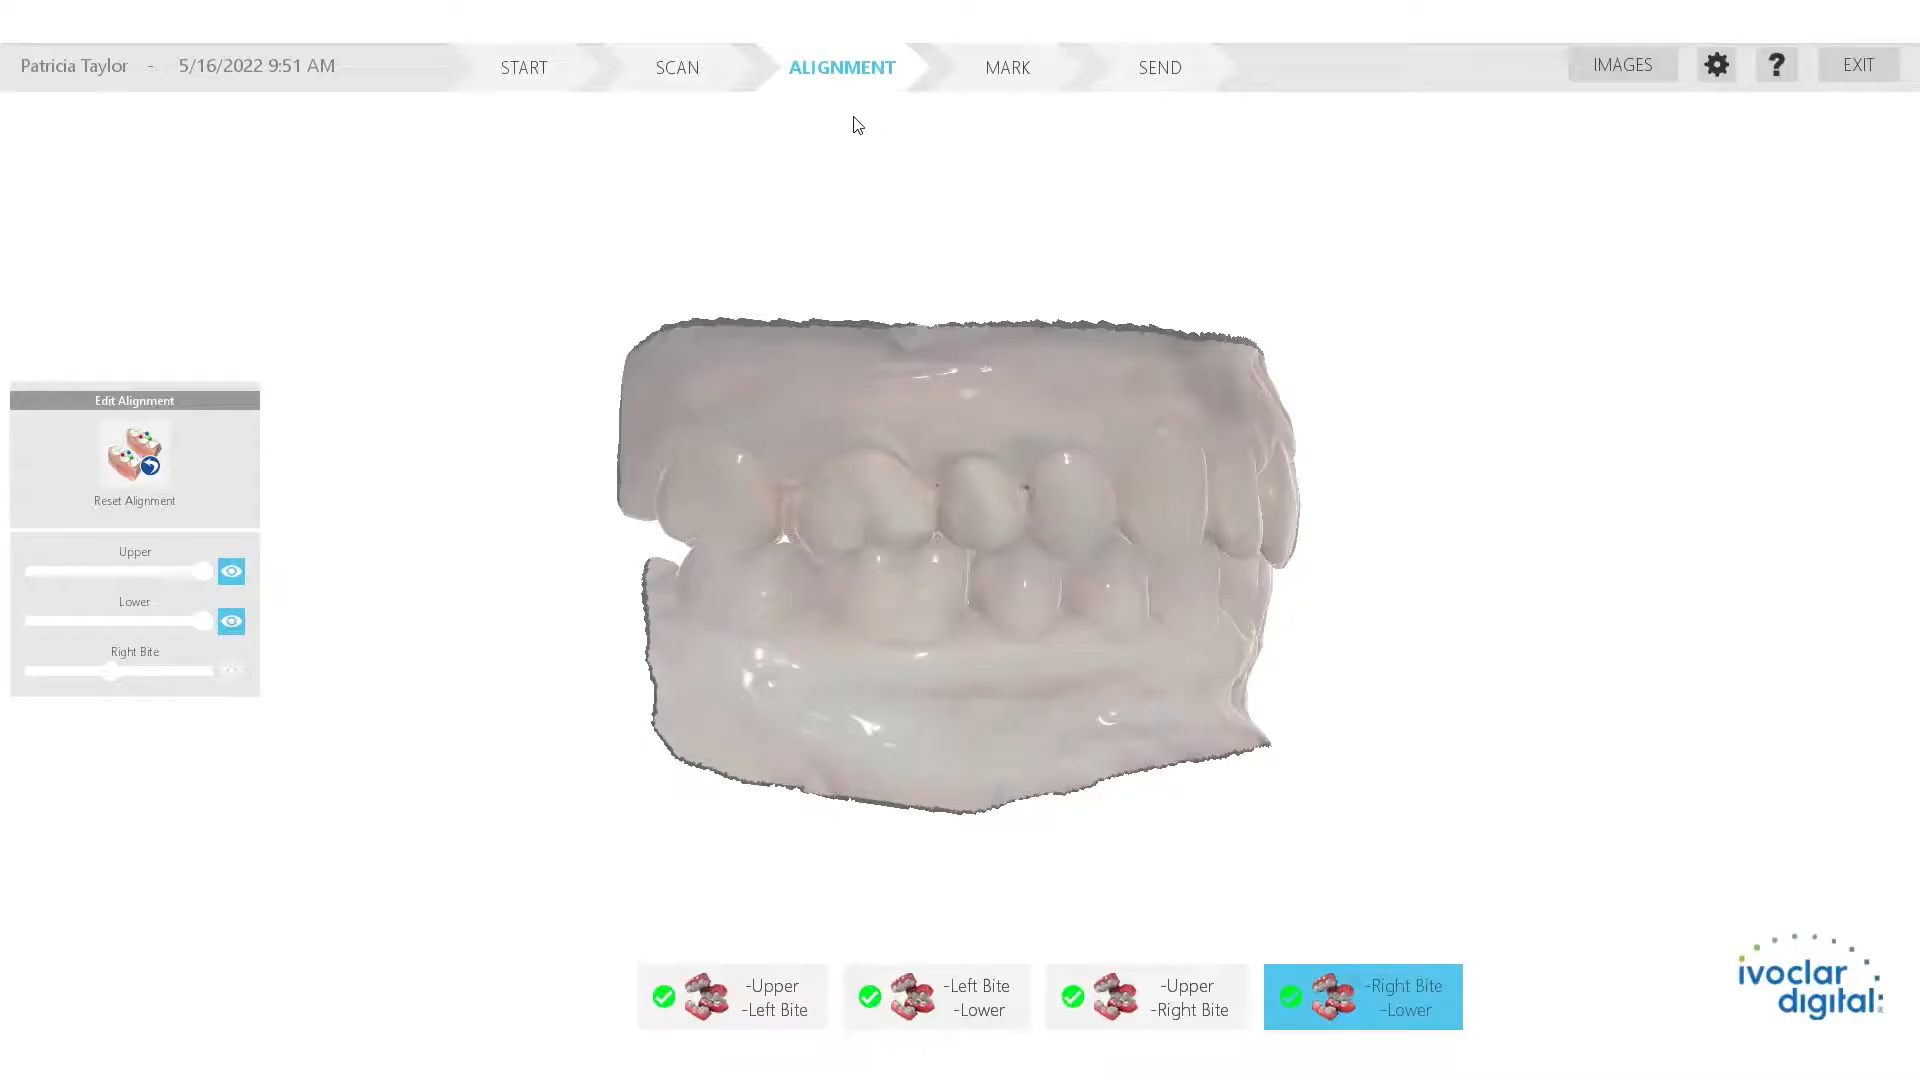 Patricia Taylor - 5/16/2022 9:51 AM
START
SCAN
ALIGNMENT
MARK
SEND
IMAGES
?
EXIT
Edit Alignment
Reset Alignment
Upper
Lower
Right Bite
-Upper
-Left Bite
-Left Bite
-Lower
-Upper
-Right Bite
-Right Bite
-Lower
ivoclar
digital: